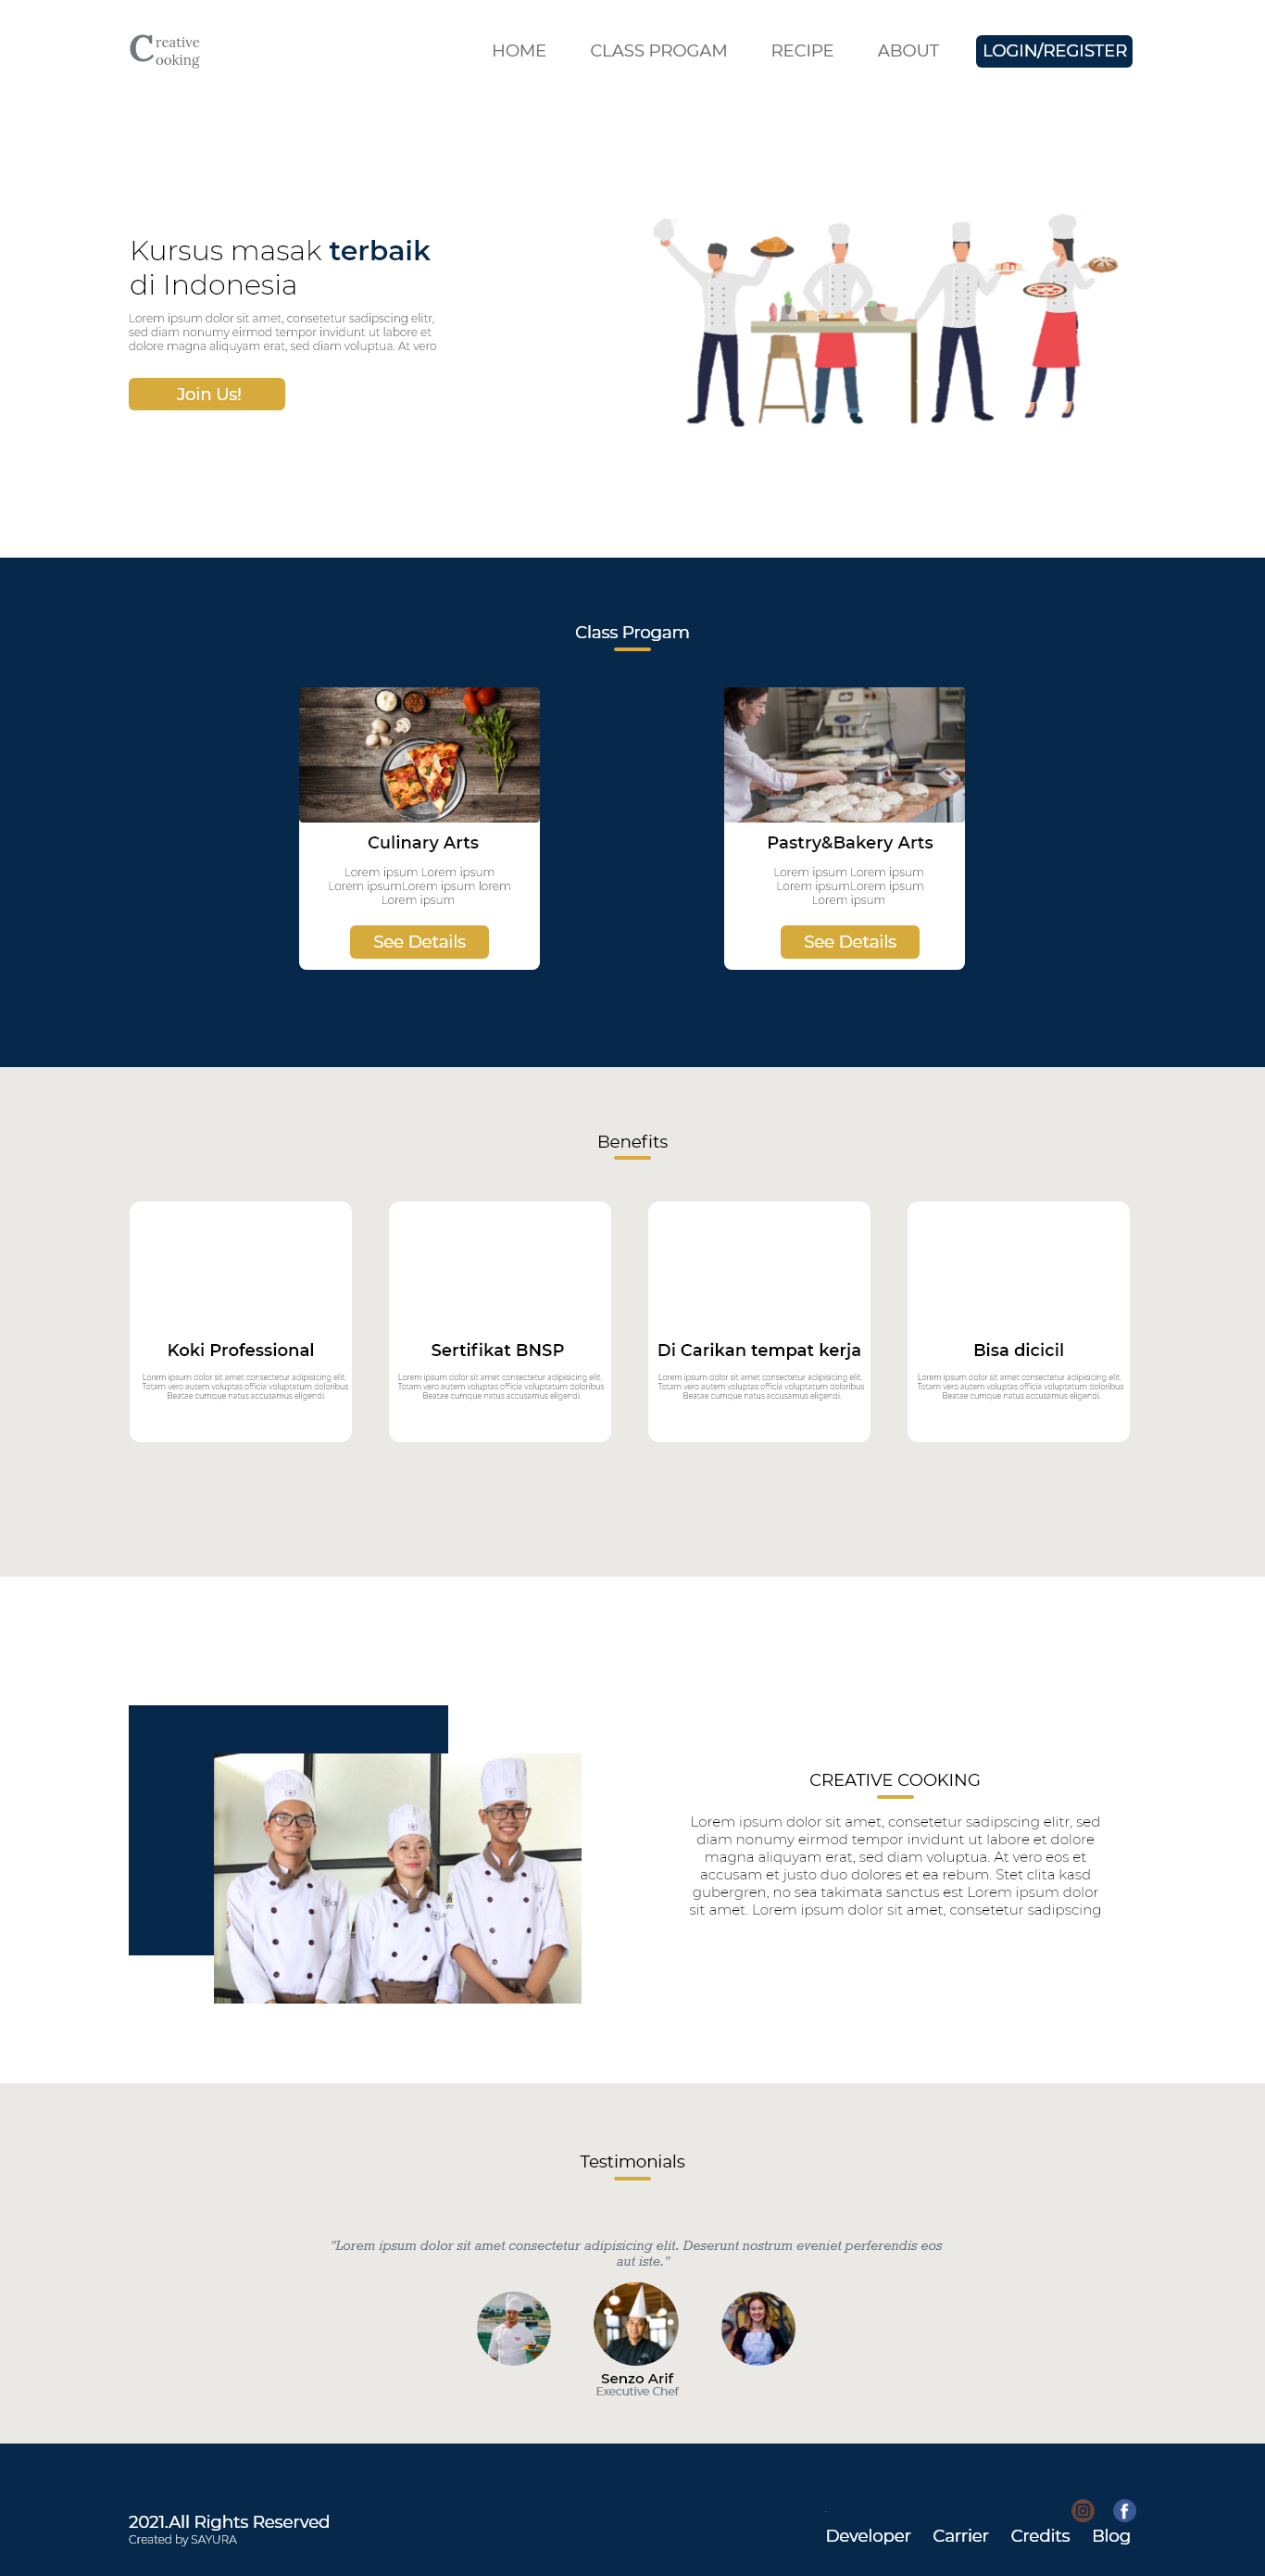 Creative
Cooking
HOME CLASS PROGAM RECIPE ABOUT LOGIN/REGISTER
Kursus masak terbaik
di Indonesia
Lorem ipsum dolor sit amet, consetetur sadipscing elitr,
sed diam nonumy eirmod tempor invidunt ut labore et
dolore magna aliquyam erat, sed diam voluptua. At vero
Join Us!
Class Progam
Culinary Arts
Lorem ipsum Lorem ipsum
Lorem ipsumLorem ipsum lorem
Lorem ipsum
See Details
Pastry&Bakery Arts
Lorem ipsum Lorem ipsum
Lorem ipsumLorem ipsum
Lorem ipsum
See Details
Benefits
Koki Professional
Lorem ipsum dolor sit amet consectetur adipisicing elit.
Totam vero autem voluptas officia voluptatum doloribus
Beatae cumque natus accusamus eligendi.
Sertifikat BNSP
Lorem ipsum dolor sit amet consectetur adipisicing elit.
Totam vero autem voluptas officia voluptatum doloribus
Beatae cumque natus accusamus eligendi.
Di Carikan tempat kerja
Lorem ipsum dolor sit amet consectetur adipisicing elit.
Totam vero autem voluptas officia voluptatum doloribus
Beatae cumque natus accusamus eligendi.
Bisa dicicil
Lorem ipsum dolor sit amet consectetur adipisicing elit.
Totam vero autem voluptas officia voluptatum doloribus
Beatae cumque natus accusamus eligendi.
CREATIVE COOKING
Lorem ipsum dolor sit amet, consetetur sadipscing elitr, sed
diam nonumy eirmod tempor invidunt ut labore et dolore
magna aliquyam erat, sed diam voluptua. At vero eos et
accusam et justo duo dolores et ea rebum. Stet clita kasd
gubergren, no sea takimata sanctus est Lorem ipsum dolor
sit amet. Lorem ipsum dolor sit amet, consetetur sadipscing
Testimonials
"Lorem ipsum dolor sit amet consectetur adipisicing elit. Deserunt nostrum eveniet perferendis eos
aut iste."
Senzo Arif
Executive Chef
2021.All Rights Reserved
Created by SAYURA
Developer Carrier Credits Blog